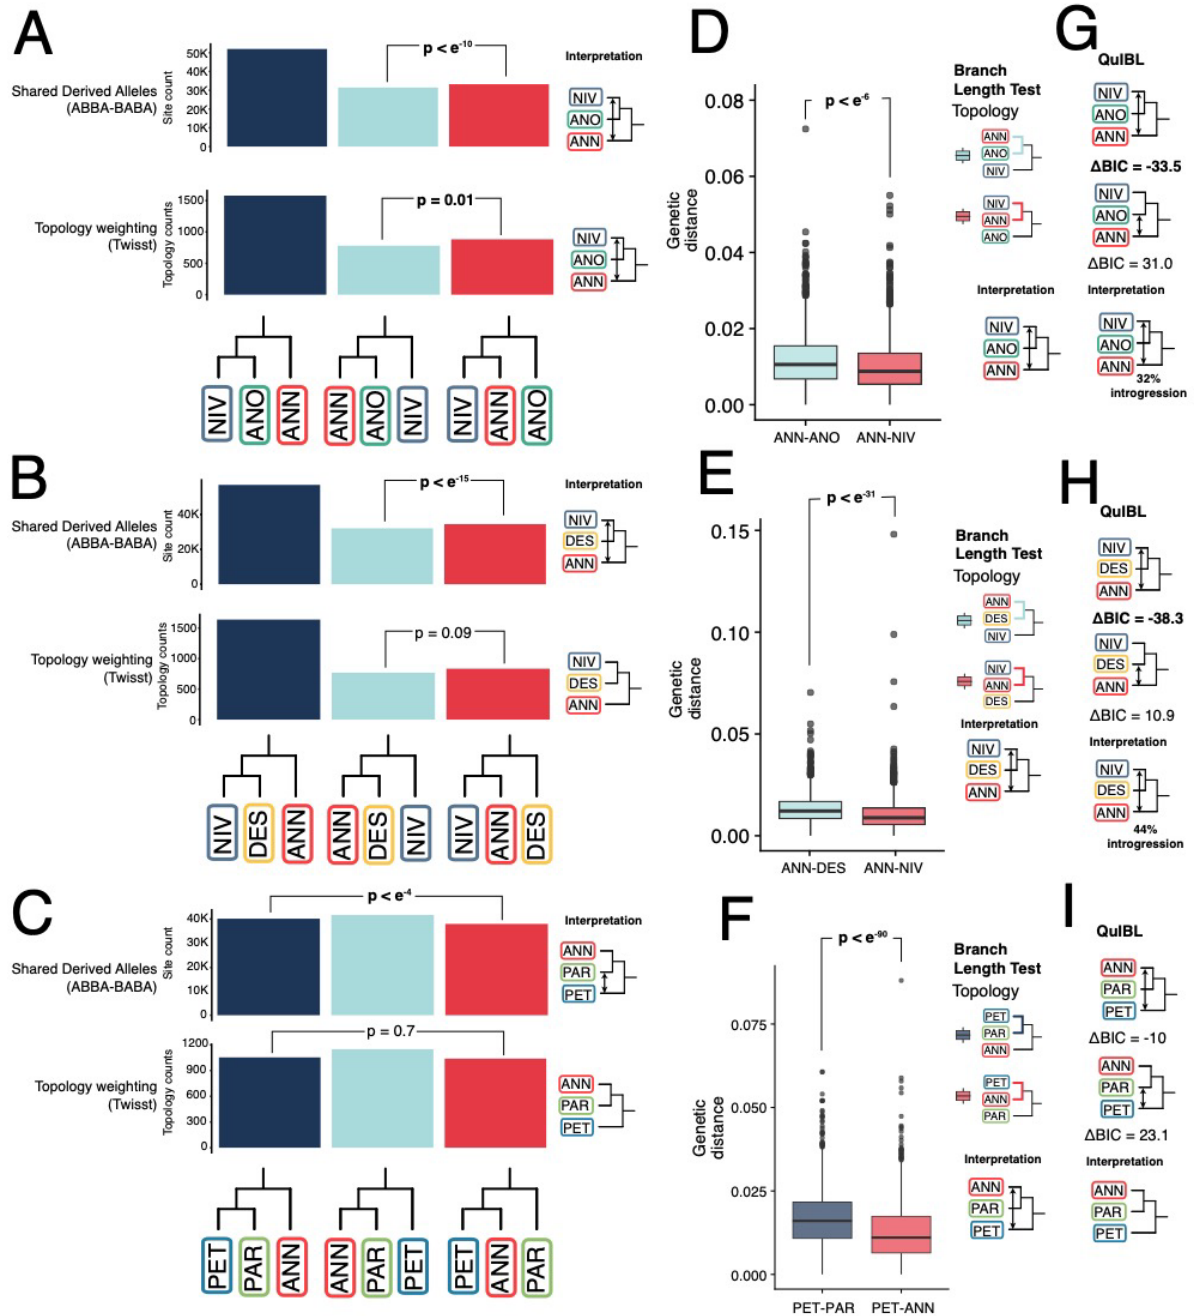 A
Shared Derived Alleles
(ABBA-BABA)
Site count
50K
40K
30K
20K
10K
0
p < e-10
Interpretation
NIV
ANO
ANN
Topology weighting
(Twisst)
Topology counts
1500
1000
500
0
p = 0.01
NIV
ANO
ANN
NIV ANO ANN ANN ANO NIV NIV ANN ANO
B
Shared Derived Alleles
(ABBA-BABA)
Site count
40K
20K
0
p < e-15
Interpretation
NIV
DES
ANN
Topology weighting
(Twisst)
Topology counts
1500
1000
500
0
p = 0.09
NIV
DES
ANN
NIV DES ANN ANN DES NIV NIV ANN DES
C
Shared Derived Alleles
(ABBA-BABA)
Site count
40K
30K
20K
10K
0
p < e-4
Interpretation
ANN
PAR
PET
Topology weighting
(Twisst)
Topology counts
1200
900
600
300
0
p = 0.7
ANN
PAR
PET
PET PAR ANN ANN PAR PET PET ANN PAR
D
Genetic
distance
0.08
0.06
0.04
0.02
0.00
p < e-6
ANN-ANO ANN-NIV
Branch
Length Test
Topology
ANN
ANO
NIV
NIV
ANN
ANO
Interpretation
NIV
ANO
ANN
E
Genetic
distance
0.15
0.10
0.05
0.00
p < e-31
ANN-DES ANN-NIV
Branch
Length Test
Topology
ANN
DES
NIV
NIV
ANN
DES
Interpretation
NIV
DES
ANN
F
Genetic
distance
0.075
0.050
0.025
0.000
p < e-90
PET-PAR PET-ANN
Branch
Length Test
Topology
PET
PAR
ANN
PET
ANN
PAR
Interpretation
ANN
PAR
PET
G
QuIBL
NIV
ANO
ANN
ΔBIC = -33.5
NIV
ANO
ANN
ΔBIC = 31.0
Interpretation
NIV
ANO
ANN
32%
introgression
H
QuIBL
NIV
DES
ANN
ΔBIC = -38.3
NIV
DES
ANN
ΔBIC = 10.9
Interpretation
NIV
DES
ANN
44%
introgression
I
QuIBL
ANN
PAR
PET
ΔBIC = -10
ANN
PAR
PET
ΔBIC = 23.1
Interpretation
ANN
PAR
PET